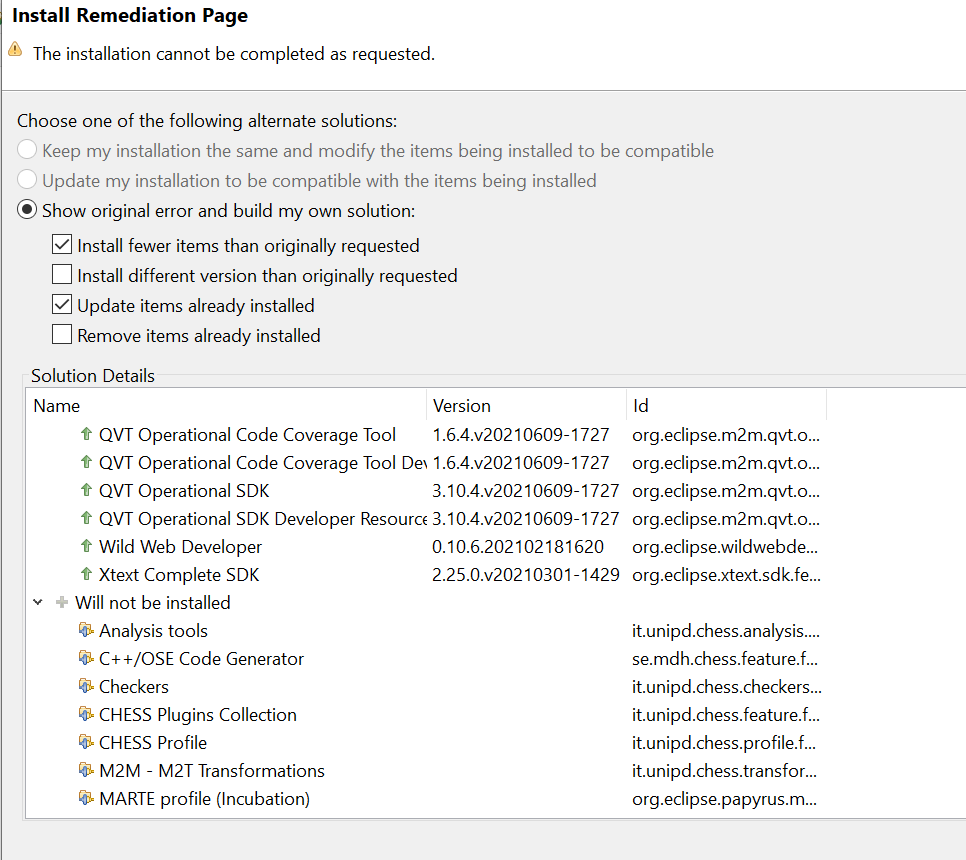 Install Remediation Page
The installation cannot be completed as requested.
Choose one of the following alternate solutions:
Keep my installation the same and modify the items being installed to be compatible
Update my installation to be compatible with the items being installed
Show original error and build my own solution:
Install fewer items than originally requested
Install different version than originally requested
Update items already installed
Remove items already installed
Solution Details
Name Version Id
QVT Operational Code Coverage Tool 1.6.4.v20210609-1727 org.eclipse.m2m.qvt.o...
QVT Operational Code Coverage Tool Dev 1.6.4.v20210609-1727 org.eclipse.m2m.qvt.o...
QVT Operational SDK 3.10.4.v20210609-1727 org.eclipse.m2m.qvt.o...
QVT Operational SDK Developer Resource 3.10.4.v20210609-1727 org.eclipse.m2m.qvt.o...
Wild Web Developer 0.10.6.202102181620 org.eclipse.wildwebde...
Xtext Complete SDK 2.25.0.v20210301-1429 org.eclipse.xtext.sdk.fe...
Will not be installed
Analysis tools it.unipd.chess.analysis....
C++/OSE Code Generator se.mdh.chess.feature.f...
Checkers it.unipd.chess.checkers...
CHESS Plugins Collection it.unipd.chess.feature.f...
CHESS Profile it.unipd.chess.profile.f...
M2M - M2T Transformations it.unipd.chess.transfor...
MARTE profile (Incubation) org.eclipse.papyrus.m...